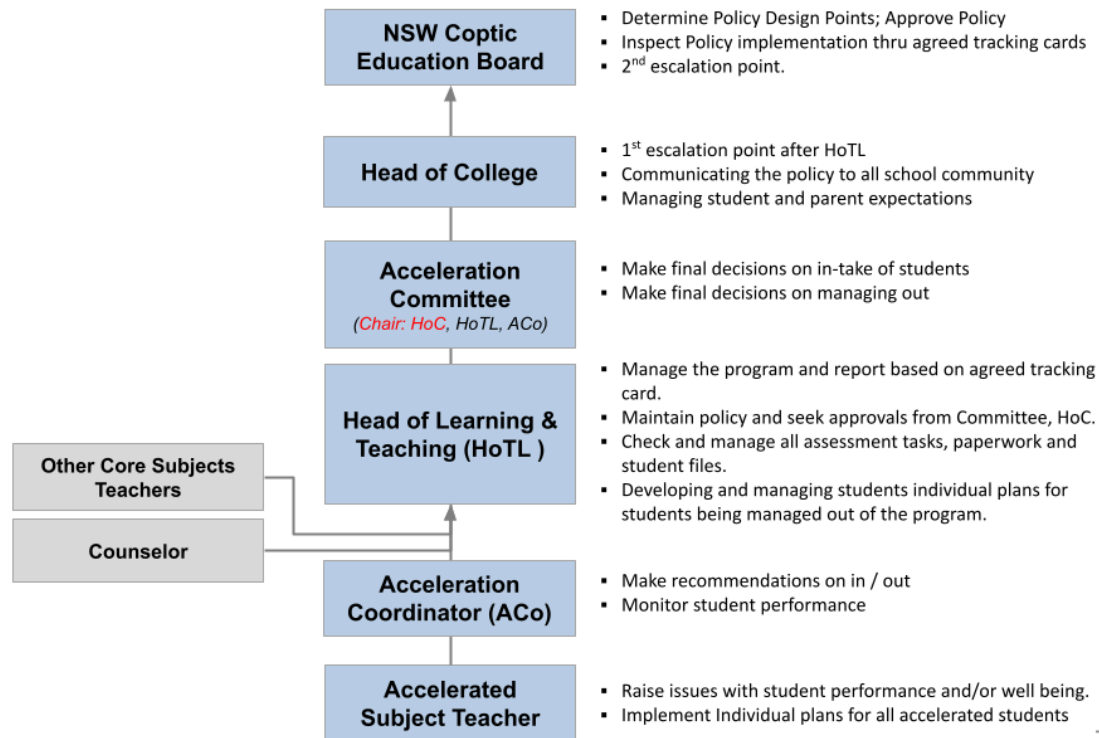 NSW Coptic
Education Board
▪ Determine Policy Design Points; Approve Policy
▪ Inspect Policy implementation thru agreed tracking cards
▪ 2nd escalation point.
Head of College
▪ 1st escalation point after HoTL
▪ Communicating the policy to all school community
▪ Managing student and parent expectations
Acceleration
Committee
(Chair: HoC, HoTL, ACo)
▪ Make final decisions on in-take of students
▪ Make final decisions on managing out
Head of Learning &
Teaching (HoTL )
▪ Manage the program and report based on agreed tracking
card.
▪ Maintain policy and seek approvals from Committee, HoC.
▪ Check and manage all assessment tasks, paperwork and
student files.
▪ Developing and managing students individual plans for
students being managed out of the program.
Other Core Subjects
Teachers
Counselor
Acceleration
Coordinator (ACo)
▪ Make recommendations on in / out
▪ Monitor student performance
Accelerated
Subject Teacher
▪ Raise issues with student performance and/or well being.
▪ Implement Individual plans for all accelerated students